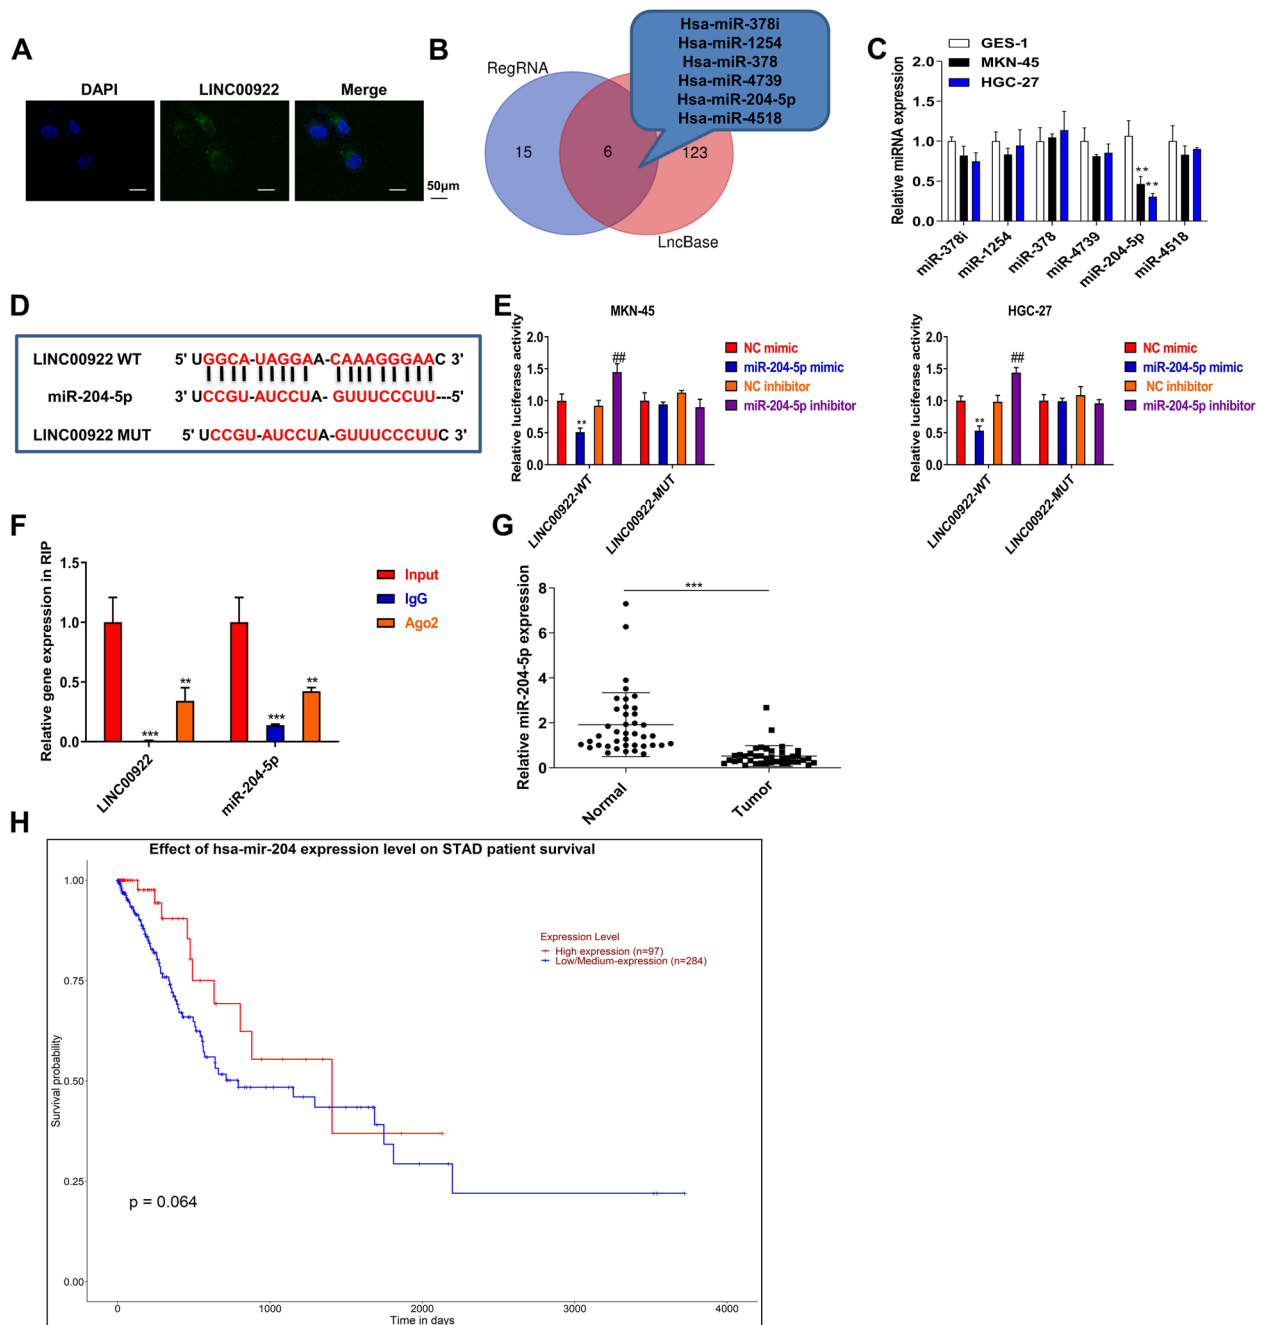 A
DAPI
LINC00922
Merge
50μm
B
RegRNA
15
6
123
LncBase
Hsa-miR-378i
Hsa-miR-1254
Hsa-miR-378
Hsa-miR-4739
Hsa-miR-204-5p
Hsa-miR-4518
C
GES-1
MKN-45
HGC-27
Relative miRNA expression
2.0
1.5
1.0
0.5
0.0
** **
miR-378i
miR-1254
miR-378
miR-4739
miR-204-5p
miR-4518
D
LINC00922 WT 5' UGGCA-UAGGAA-CAAAGGGAAC 3'
miR-204-5p 3' UCCGU-AUCCUA-GUUUCCCUU---5'
LINC00922 MUT 5' UCCGU-AUCCUA-GUUUCCCUUC 3'
E
MKN-45
Relative luciferase activity
2.0
1.5
1.0
0.5
0.0
**
##
LINC00922-WT
LINC00922-MUT
NC mimic
miR-204-5p mimic
NC inhibitor
miR-204-5p inhibitor
HGC-27
Relative luciferase activity
2.0
1.5
1.0
0.5
0.0
**
##
LINC00922-WT
LINC00922-MUT
NC mimic
miR-204-5p mimic
NC inhibitor
miR-204-5p inhibitor
F
Relative gene expression in RIP
1.5
1.0
0.5
0.0
***
**
***
**
LINC00922
miR-204-5p
Input
IgG
Ago2
G
Relative miR-204-5p expression
8
6
4
2
0
***
Normal
Tumor
H
Effect of hsa-mir-204 expression level on STAD patient survival
Survival probability
1.00
0.75
0.50
0.25
0.00
Expression Level
High expression (n=97)
Low/Medium-expression (n=284)
p = 0.064
0
1000
2000
3000
4000
Time in days